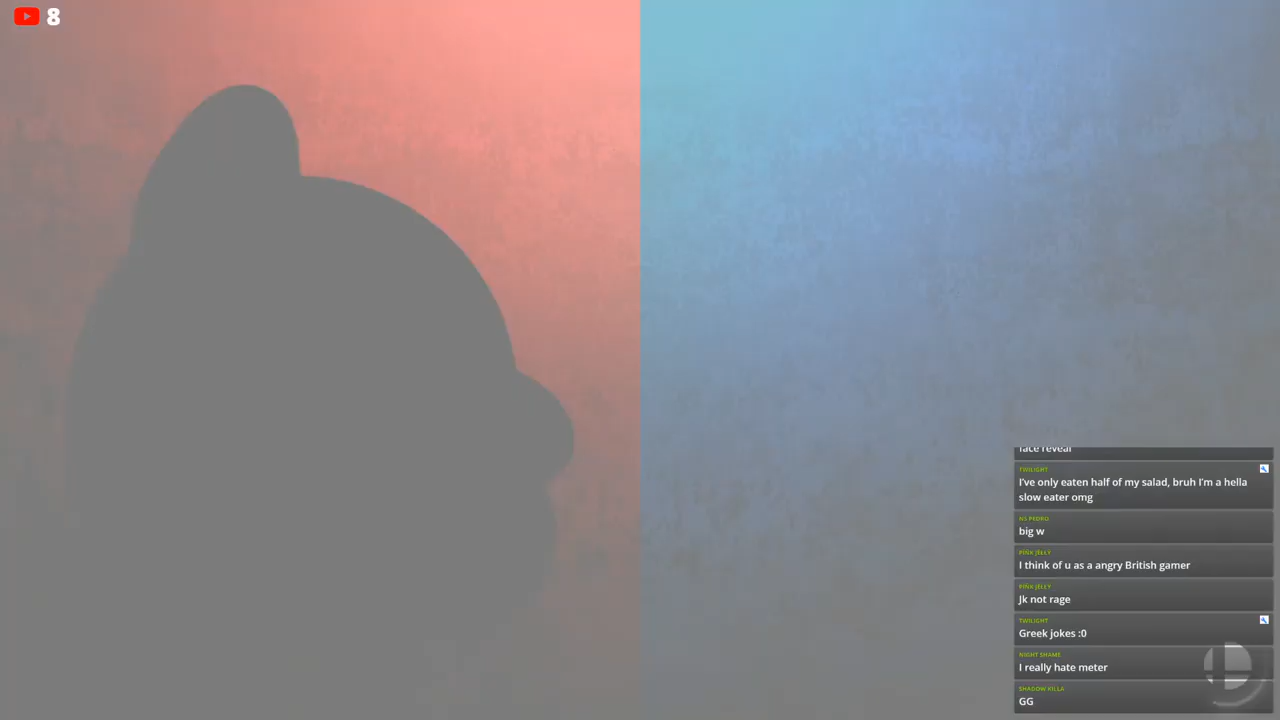 8
face reveal
TWILIGHT
I've only eaten half of my salad, bruh I'm a hella
slow eater omg
NS PEDRO
big w
PINK JELLY
I think of u as a angry British gamer
PINK JELLY
Jk not rage
TWILIGHT
Greek jokes :0
NIGHT SHAME
I really hate meter
SHADOW KILLA
GG